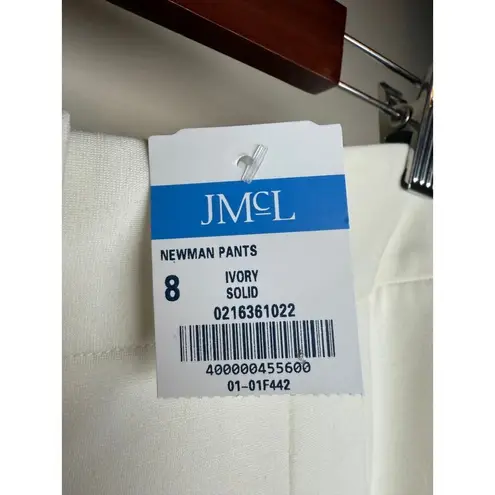 JMcL
NEWMAN PANTS
8 IVORY
SOLID
0216361022
400000455600
01-01F442